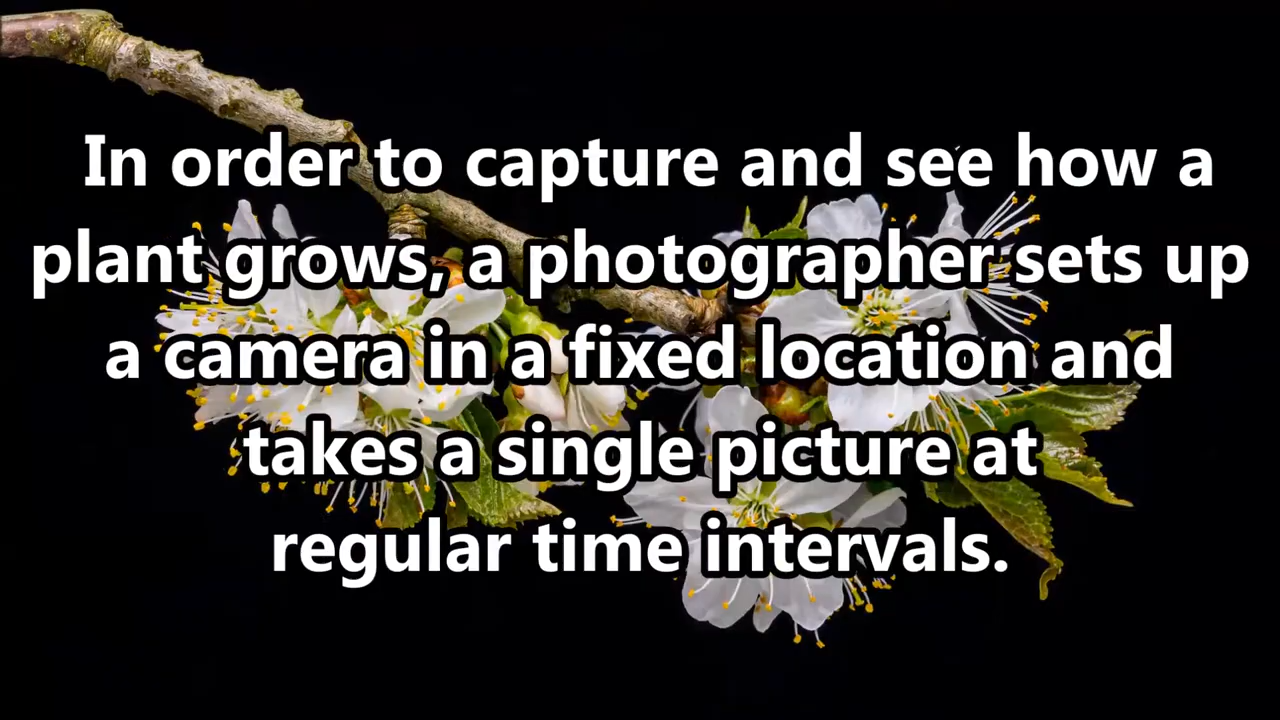 In order to capture and see how a
plant grows, a photographer sets up
a camera in a fixed location and
takes a single picture at
regular time intervals.